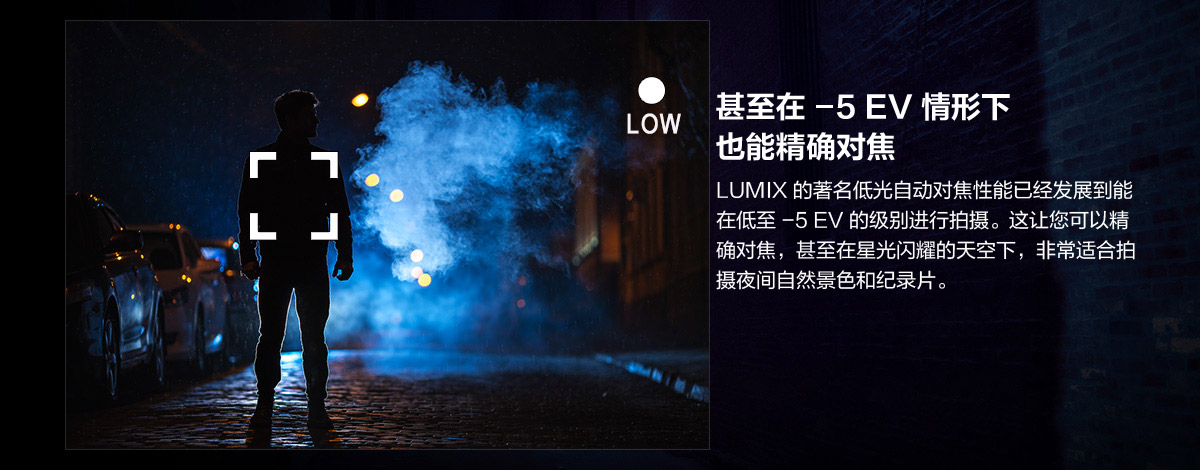 LOW
甚至在 –5 EV 情形下
也能精确对焦
LUMIX 的著名低光自动对焦性能已经发展到能
在低至 –5 EV 的级别进行拍摄。这让您可以精
确对焦，甚至在星光闪耀的天空下，非常适合拍
摄夜间自然景色和纪录片。